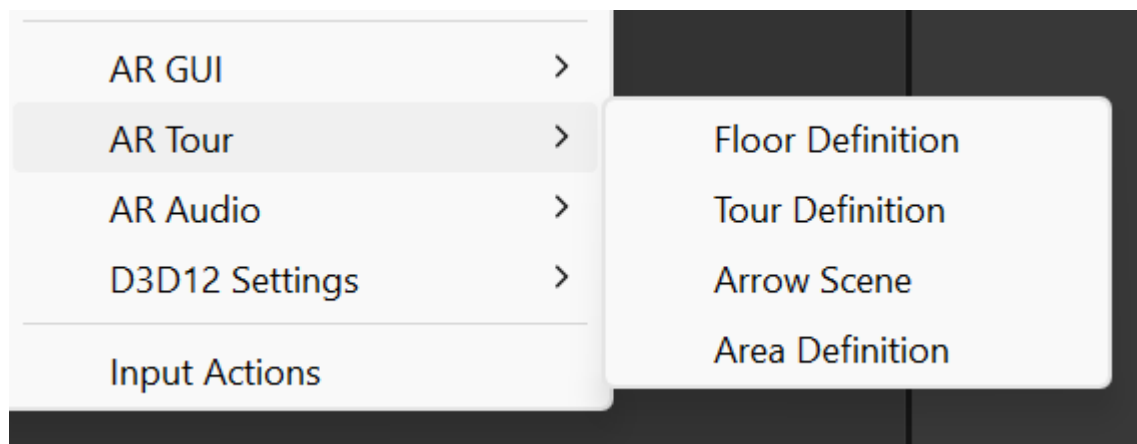 AR GUI
AR Tour
AR Audio
D3D12 Settings
Input Actions
Floor Definition
Tour Definition
Arrow Scene
Area Definition